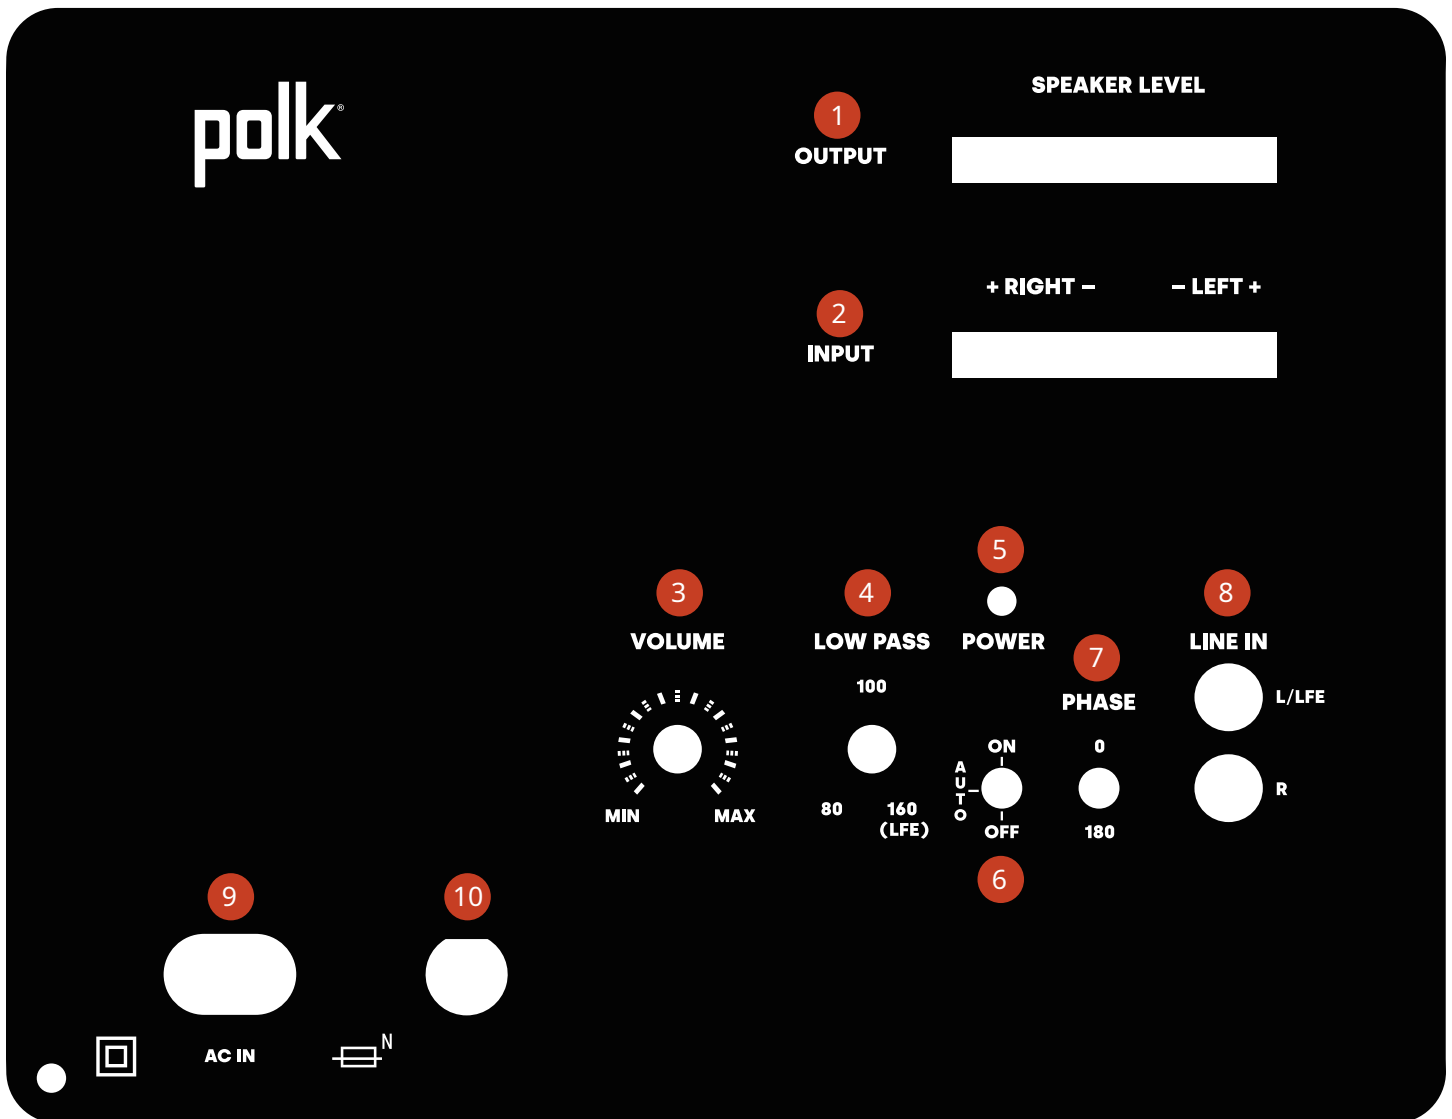 polk®
SPEAKER LEVEL
1
OUTPUT
+ RIGHT – – LEFT +
2
INPUT
3
VOLUME
MIN MAX
4
LOW PASS
100
80 160
(LFE)
5
POWER
ON
AUTO
OFF
6
7
PHASE
0
180
8
LINE IN
L/LFE
R
9
10
AC IN
N